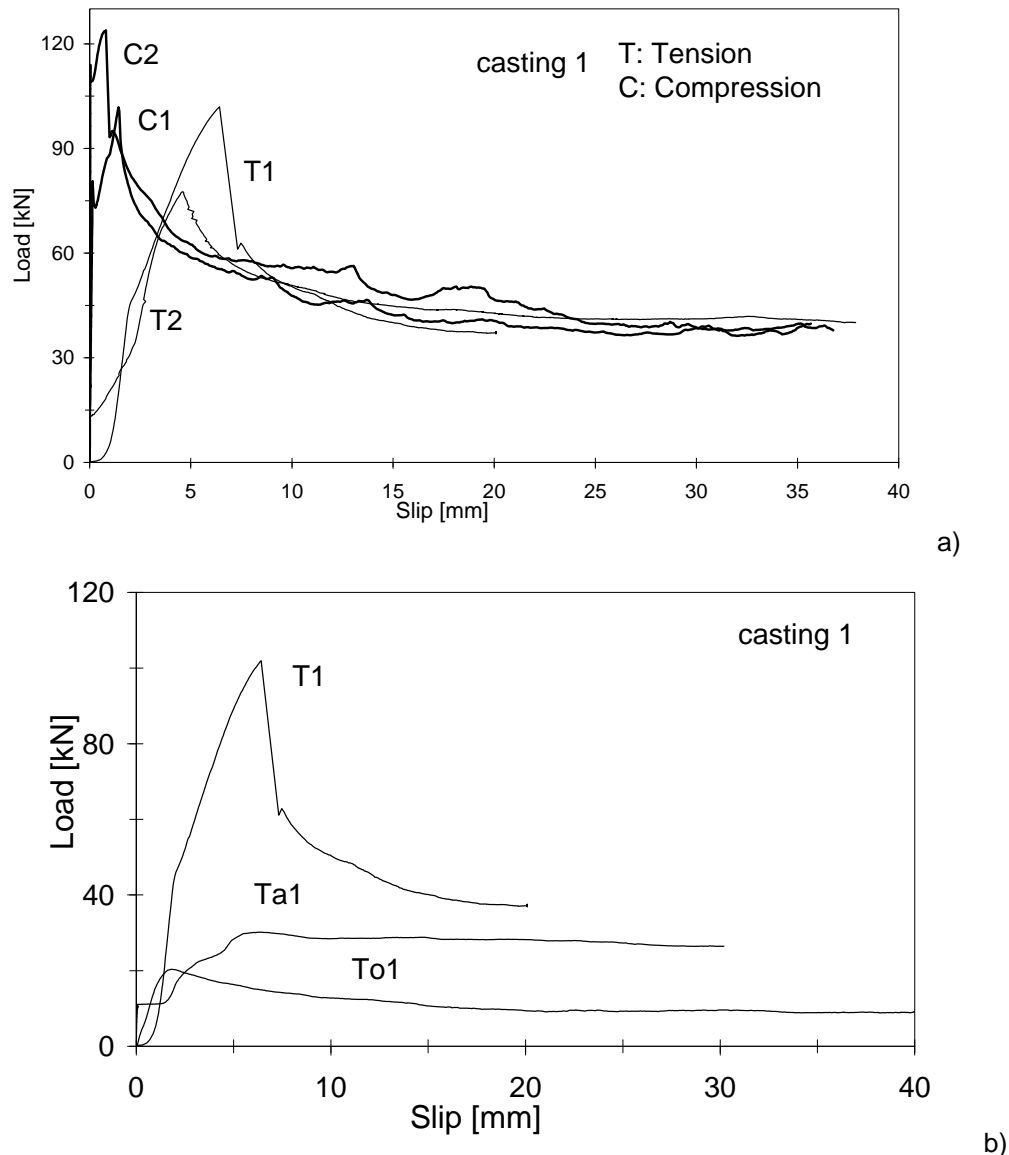 120
90
60
30
0
Load [kN]
C2
C1
T1
T2
casting 1
T: Tension
C: Compression
0 5 10 15 20 25 30 35 40
Slip [mm]
a)
120
80
40
0
Load [kN]
casting 1
T1
Ta1
To1
0 10 20 30 40
Slip [mm]
b)